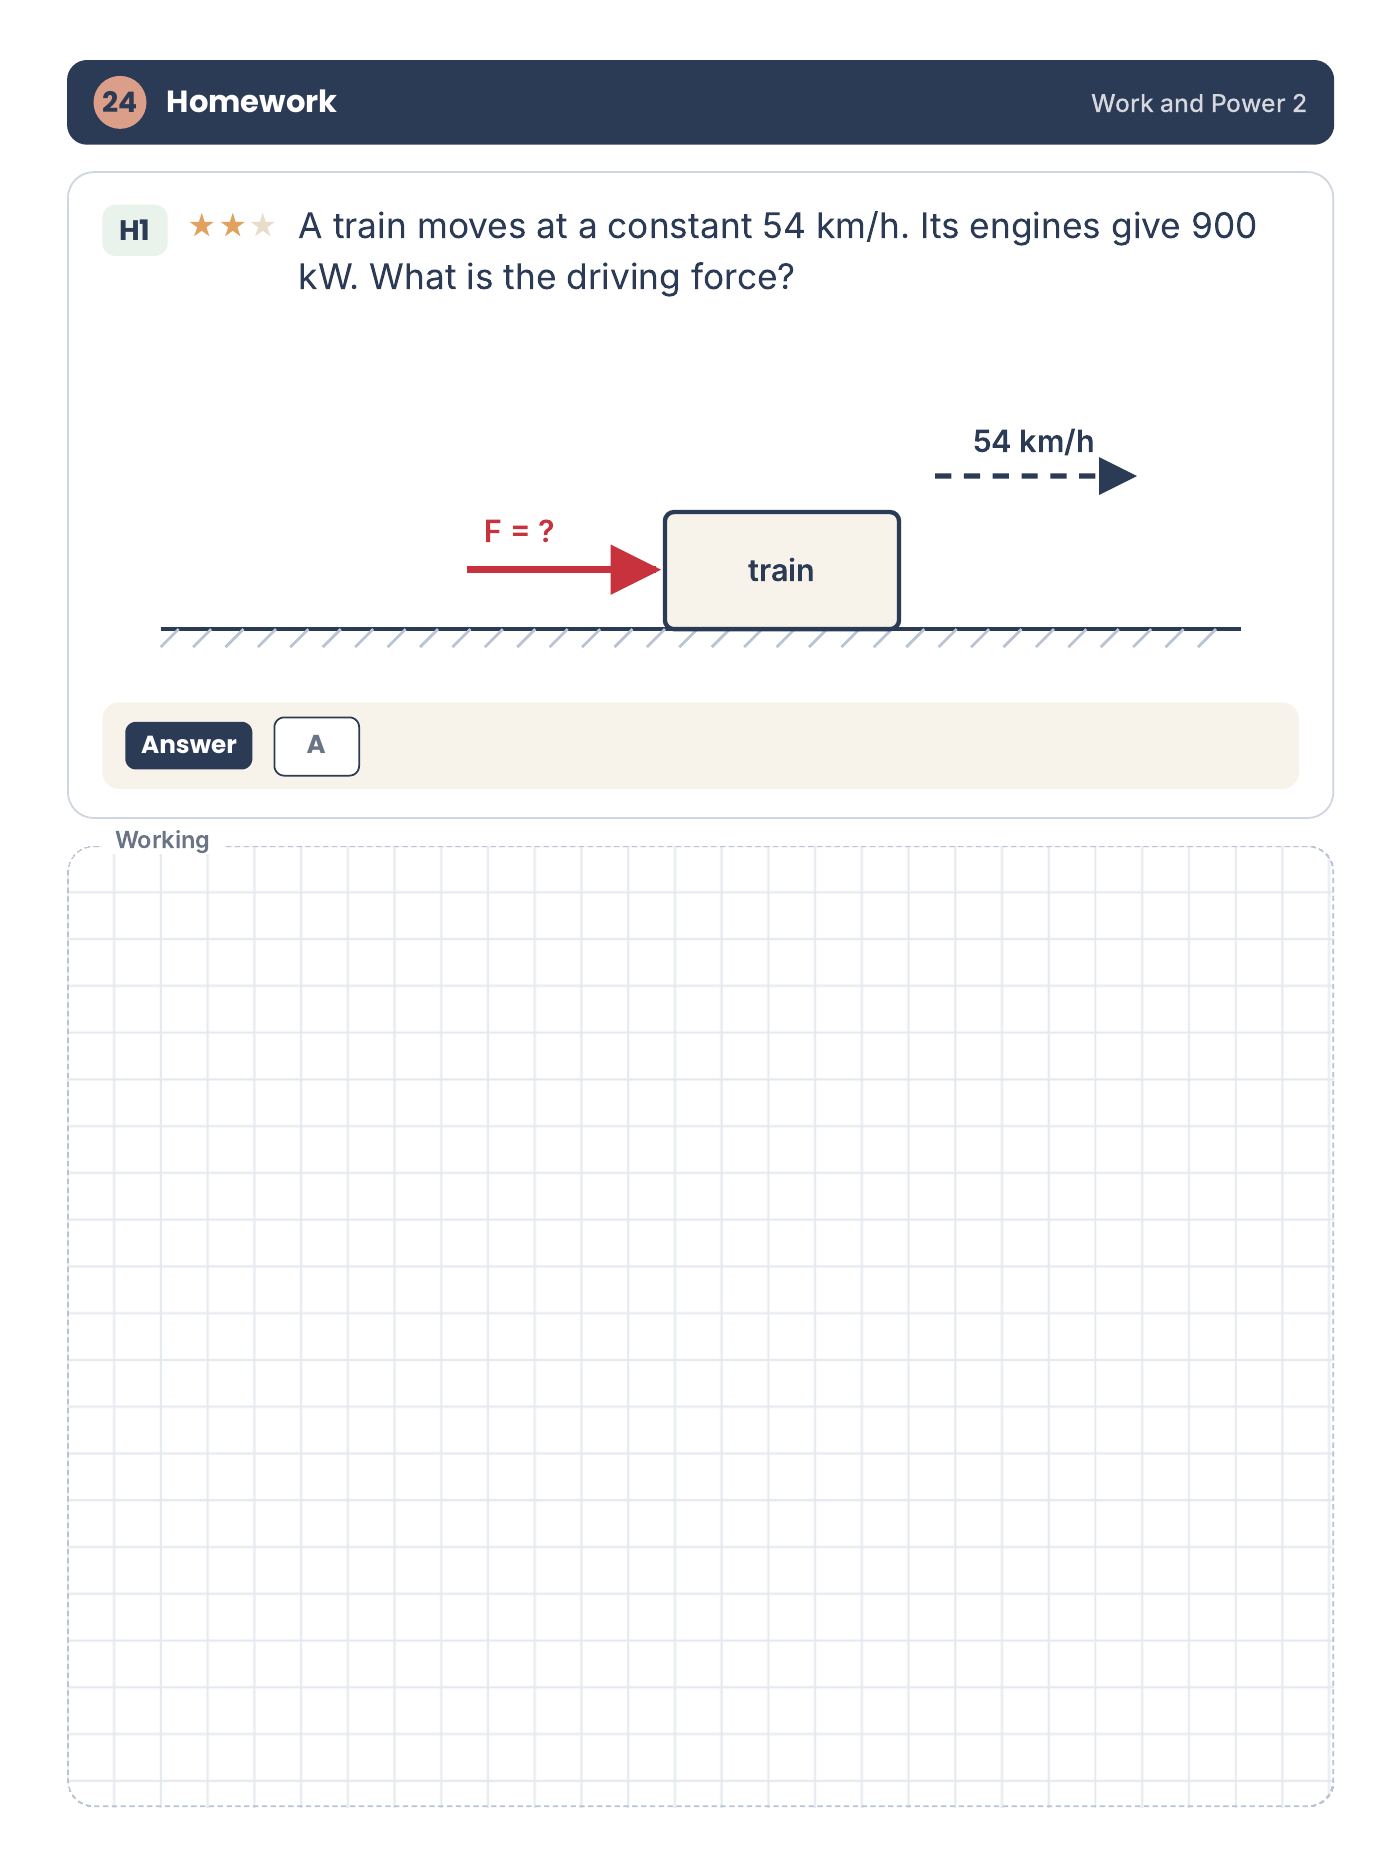 24 Homework Work and Power 2
H1 ★★★ A train moves at a constant 54 km/h. Its engines give 900
kW. What is the driving force?
54 km/h
F = ?
train
Answer A
Working